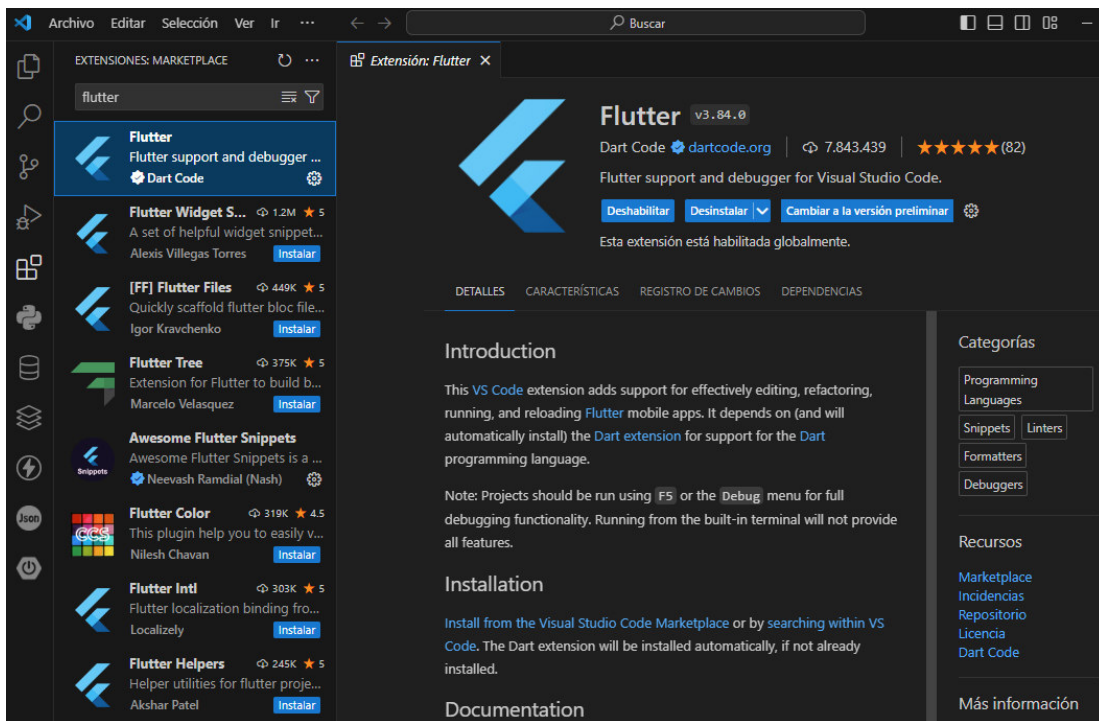 Archivo Editar Selección Ver Ir ···
Buscar
EXTENSIONES: MARKETPLACE
flutter
Flutter
Flutter support and debugger ...
Dart Code
Flutter Widget S... 1.2M ★ 5
A set of helpful widget snippet...
Alexis Villegas Torres Instalar
[FF] Flutter Files 449K ★ 5
Quickly scaffold flutter bloc file...
Igor Kravchenko Instalar
Flutter Tree 375K ★ 5
Extension for Flutter to build b...
Marcelo Velasquez Instalar
Snippets
Awesome Flutter Snippets
Awesome Flutter Snippets is a ...
Neevash Ramdial (Nash)
CCS
Flutter Color 319K ★ 4.5
This plugin help you to easily v...
Nilesh Chavan Instalar
Flutter Intl 303K ★ 5
Flutter localization binding fro...
Localizely Instalar
Flutter Helpers 245K ★ 5
Helper utilities for flutter proje...
Akshar Patel Instalar
Json
Extensión: Flutter
Flutter v3.84.0
Dart Code dartcode.org 7.843.439 ★★★★★(82)
Flutter support and debugger for Visual Studio Code.
Deshabilitar Desinstalar Cambiar a la versión preliminar
Esta extensión está habilitada globalmente.
DETALLES CARACTERÍSTICAS REGISTRO DE CAMBIOS DEPENDENCIAS
Introduction
This VS Code extension adds support for effectively editing, refactoring,
running, and reloading Flutter mobile apps. It depends on (and will
automatically install) the Dart extension for support for the Dart
programming language.
Note: Projects should be run using F5 or the Debug menu for full
debugging functionality. Running from the built-in terminal will not provide
all features.
Installation
Install from the Visual Studio Code Marketplace or by searching within VS
Code. The Dart extension will be installed automatically, if not already
installed.
Documentation
Categorías
Programming
Languages
Snippets Linters
Formatters
Debuggers
Recursos
Marketplace
Incidencias
Repositorio
Licencia
Dart Code
Más información